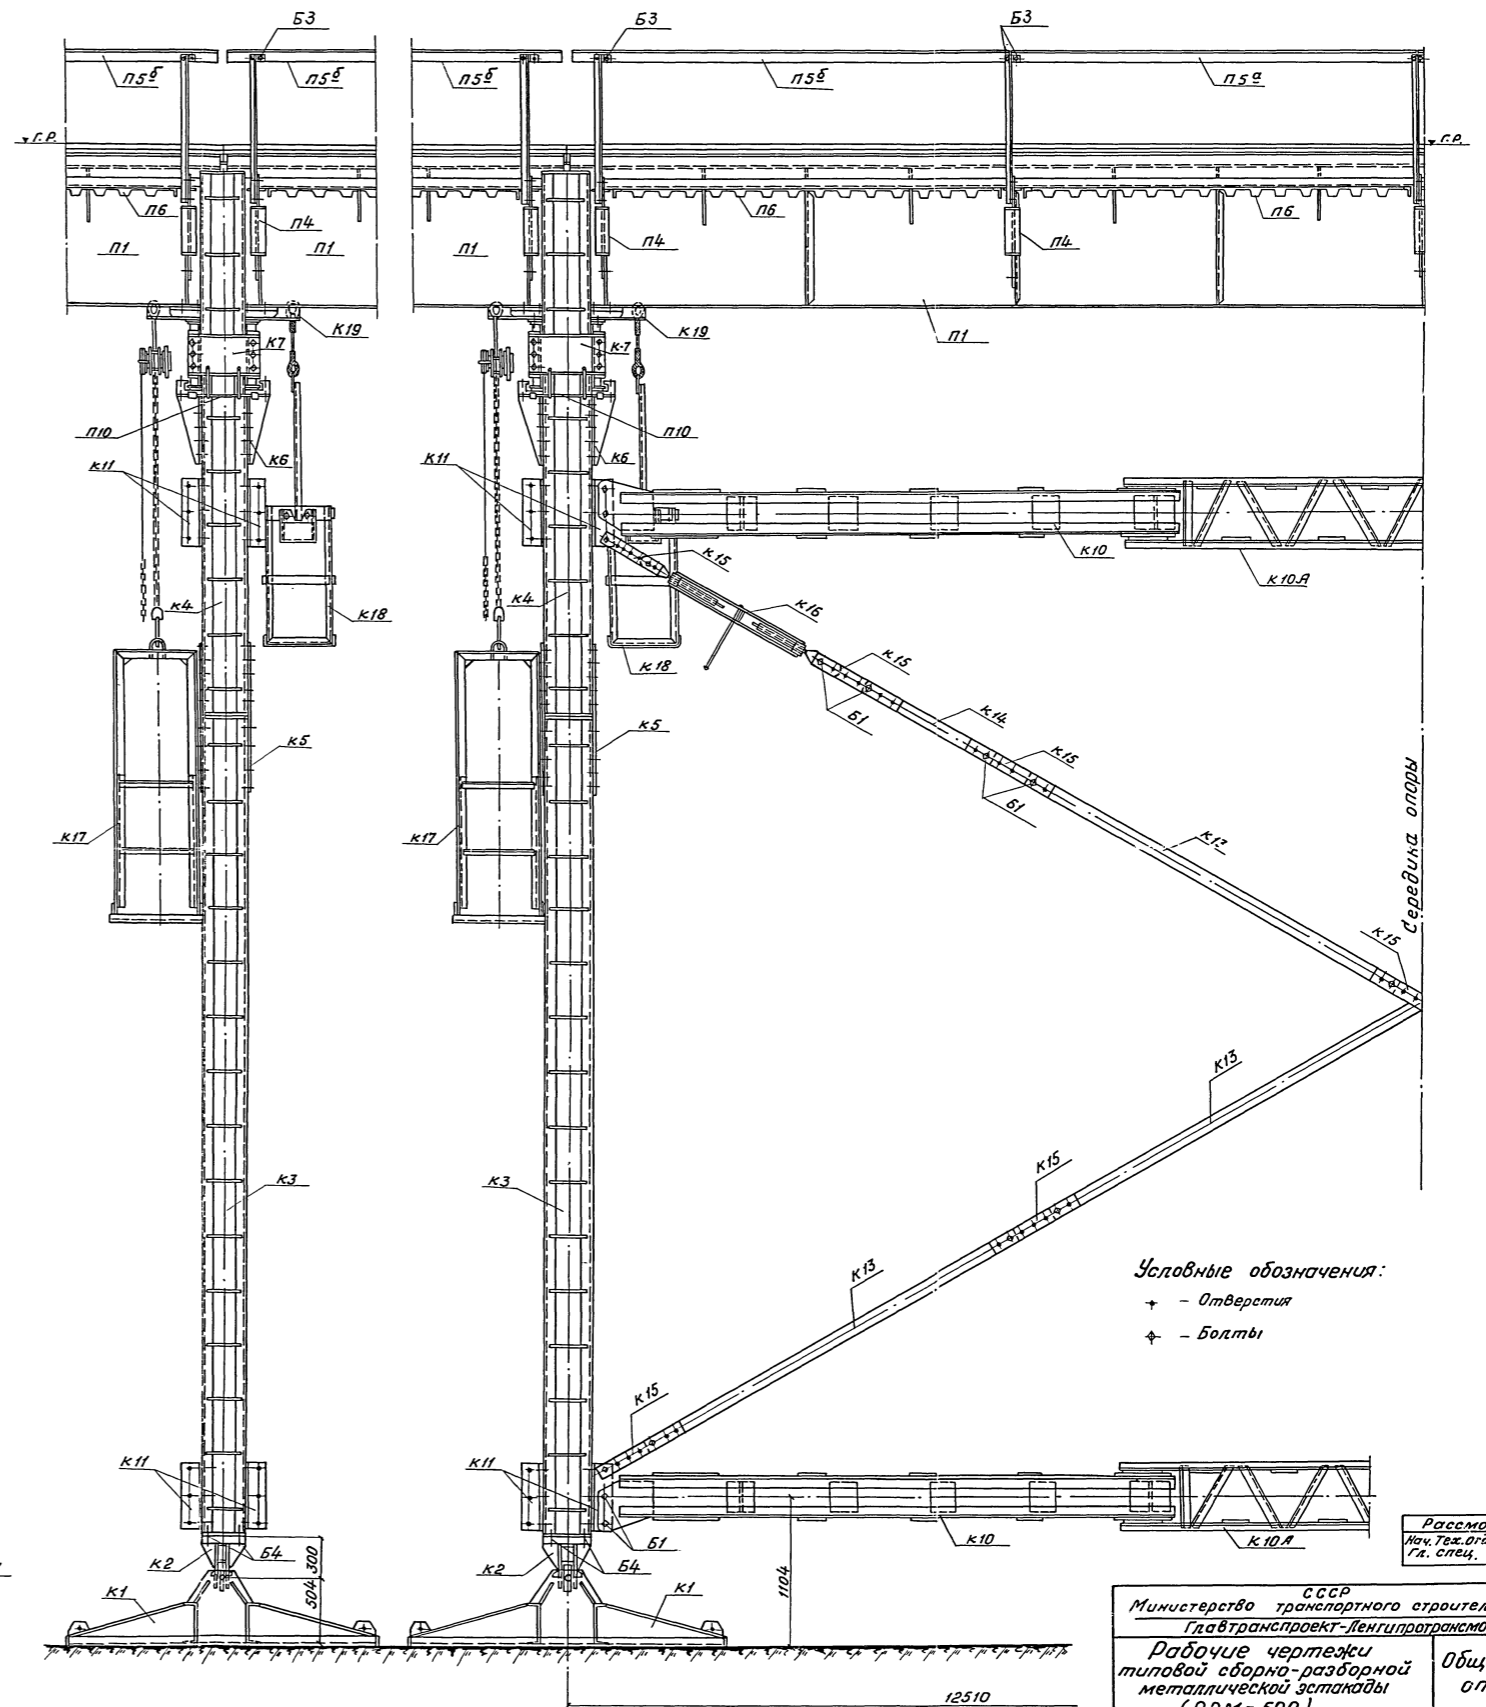 Б3
Б3
Б3
п5б
п5б
п5б
п5б
п5а
Г.Р.
Г.Р.
п6
п4
п6
п4
п6
п1
п1
п1
п1
К19
К19
К7
К-7
п10
К6
п10
К6
К11
К11
К15
К10
К10А
К4
К18
К4
К16
К18
К15
Б1
К14
К15
Б1
К5
К5
К17
К17
Середина опоры
К15
К13
К3
К3
К15
К13
Условные обозначения:
- Отверстия
- Болты
К15
К11
К11
К2
Б4
300
504
К1
К2
Б4
Б1
К1
1104
К10
К10А
12510
Рассмо
Нач. Тех.отд
Гл. спец.
СССР
Министерство транспортного строител
Главтранспроект-Ленгипротрансмо
Рабочие чертежи
типовой сборно-разборной
металлической эстакады
Общ
оп